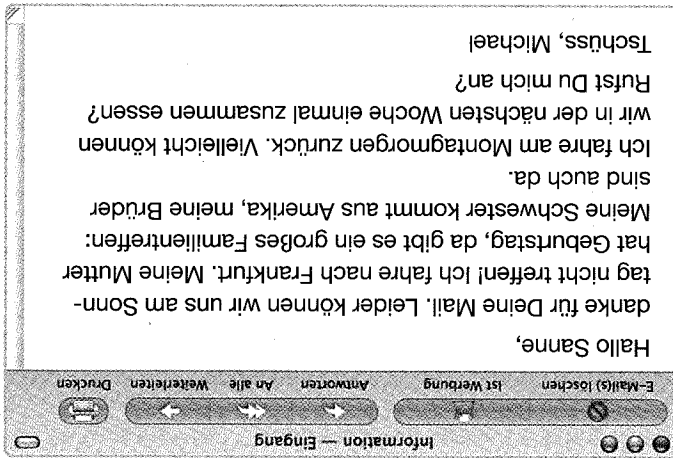 Information — Eingang
E-Mail(s) löschen Ist Werbung Antworten An alle Weiterleiten Drucken
Hallo Sanne,
danke für Deine Mail. Leider können wir uns am Sonn-
tag nicht treffen! Ich fahre nach Frankfurt. Meine Mutter
hat Geburtstag, da gibt es ein großes Familientreffen:
Meine Schwester kommt aus Amerika, meine Brüder
sind auch da.
Ich fahre am Montagmorgen zurück. Vielleicht können
wir in der nächsten Woche einmal zusammen essen?
Rufst Du mich an?
Tschüss, Michael